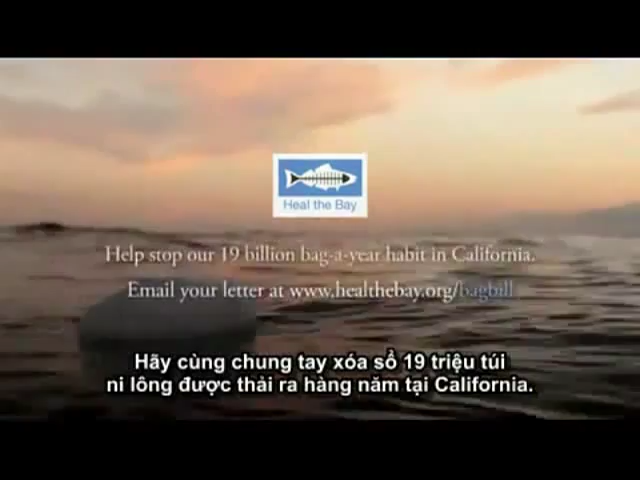 Heal the Bay
Help stop our 19 billion bag-a-year habit in California.
Email your letter at www.healthebay.org/bagbill
Hãy cùng chung tay xóa sổ 19 triệu túi
ni lông được thải ra hàng năm tại California.